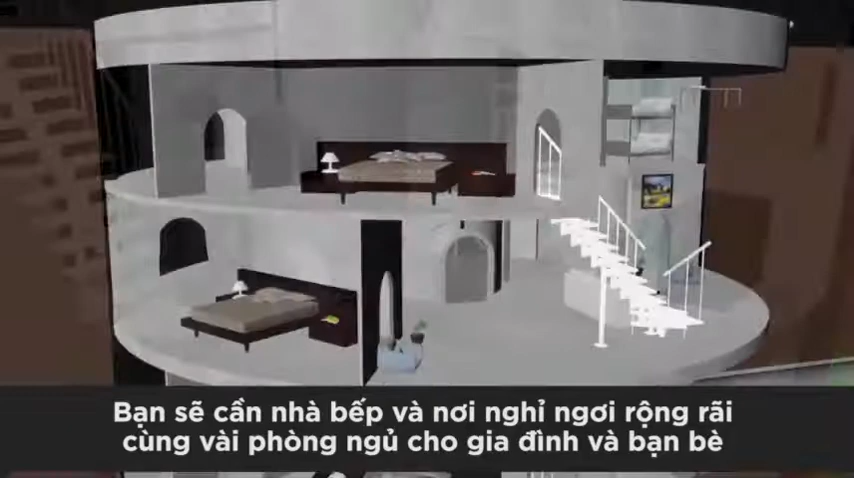 Bạn sẽ cần nhà bếp và nơi nghỉ ngơi rộng rãi
cùng vài phòng ngủ cho gia đình và bạn bè